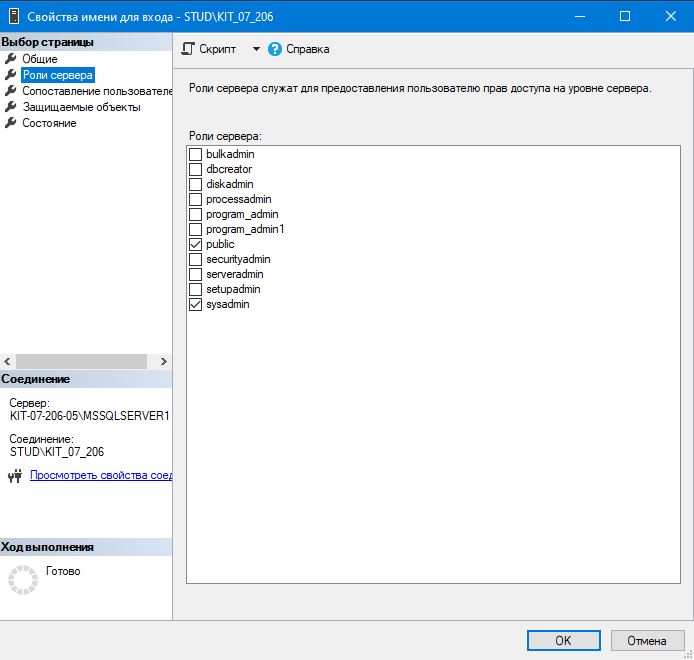 Свойства имени для входа - STUD\KIT_07_206
Выбор страницы
Общие
Роли сервера
Сопоставление пользователе
Защищаемые объекты
Состояние
Скрипт
Справка
Роли сервера служат для предоставления пользователю прав доступа на уровне сервера.
Роли сервера:
bulkadmin
dbcreator
diskadmin
processadmin
program_admin
program_admin1
public
securityadmin
serveradmin
setupadmin
sysadmin
Соединение
Сервер:
KIT-07-206-05\MSSQLSERVER1
Соединение:
STUD\KIT_07_206
Просмотреть свойства соед
Ход выполнения
Готово
OK
Отмена